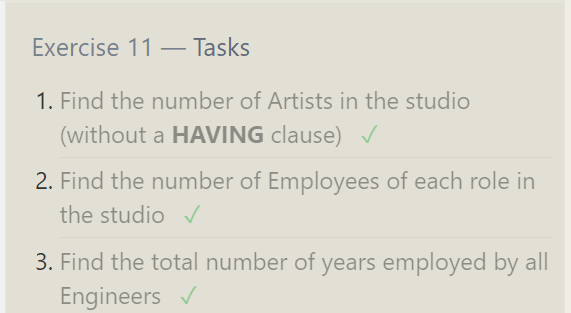 Exercise 11 — Tasks
1. Find the number of Artists in the studio
(without a HAVING clause) ✓
2. Find the number of Employees of each role in
the studio ✓
3. Find the total number of years employed by all
Engineers ✓